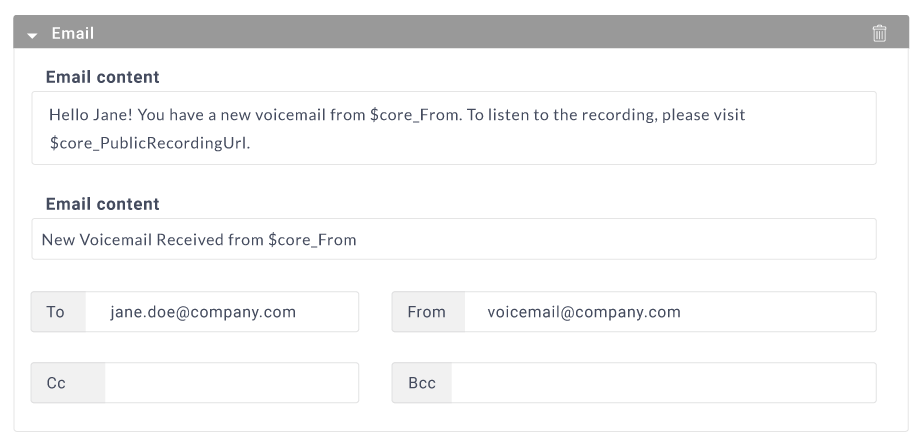 Email
Email content
Hello Jane! You have a new voicemail from $core_From. To listen to the recording, please visit
$core_PublicRecordingUrl.
Email content
New Voicemail Received from $core_From
To jane.doe@company.com From voicemail@company.com
Cc Bcc